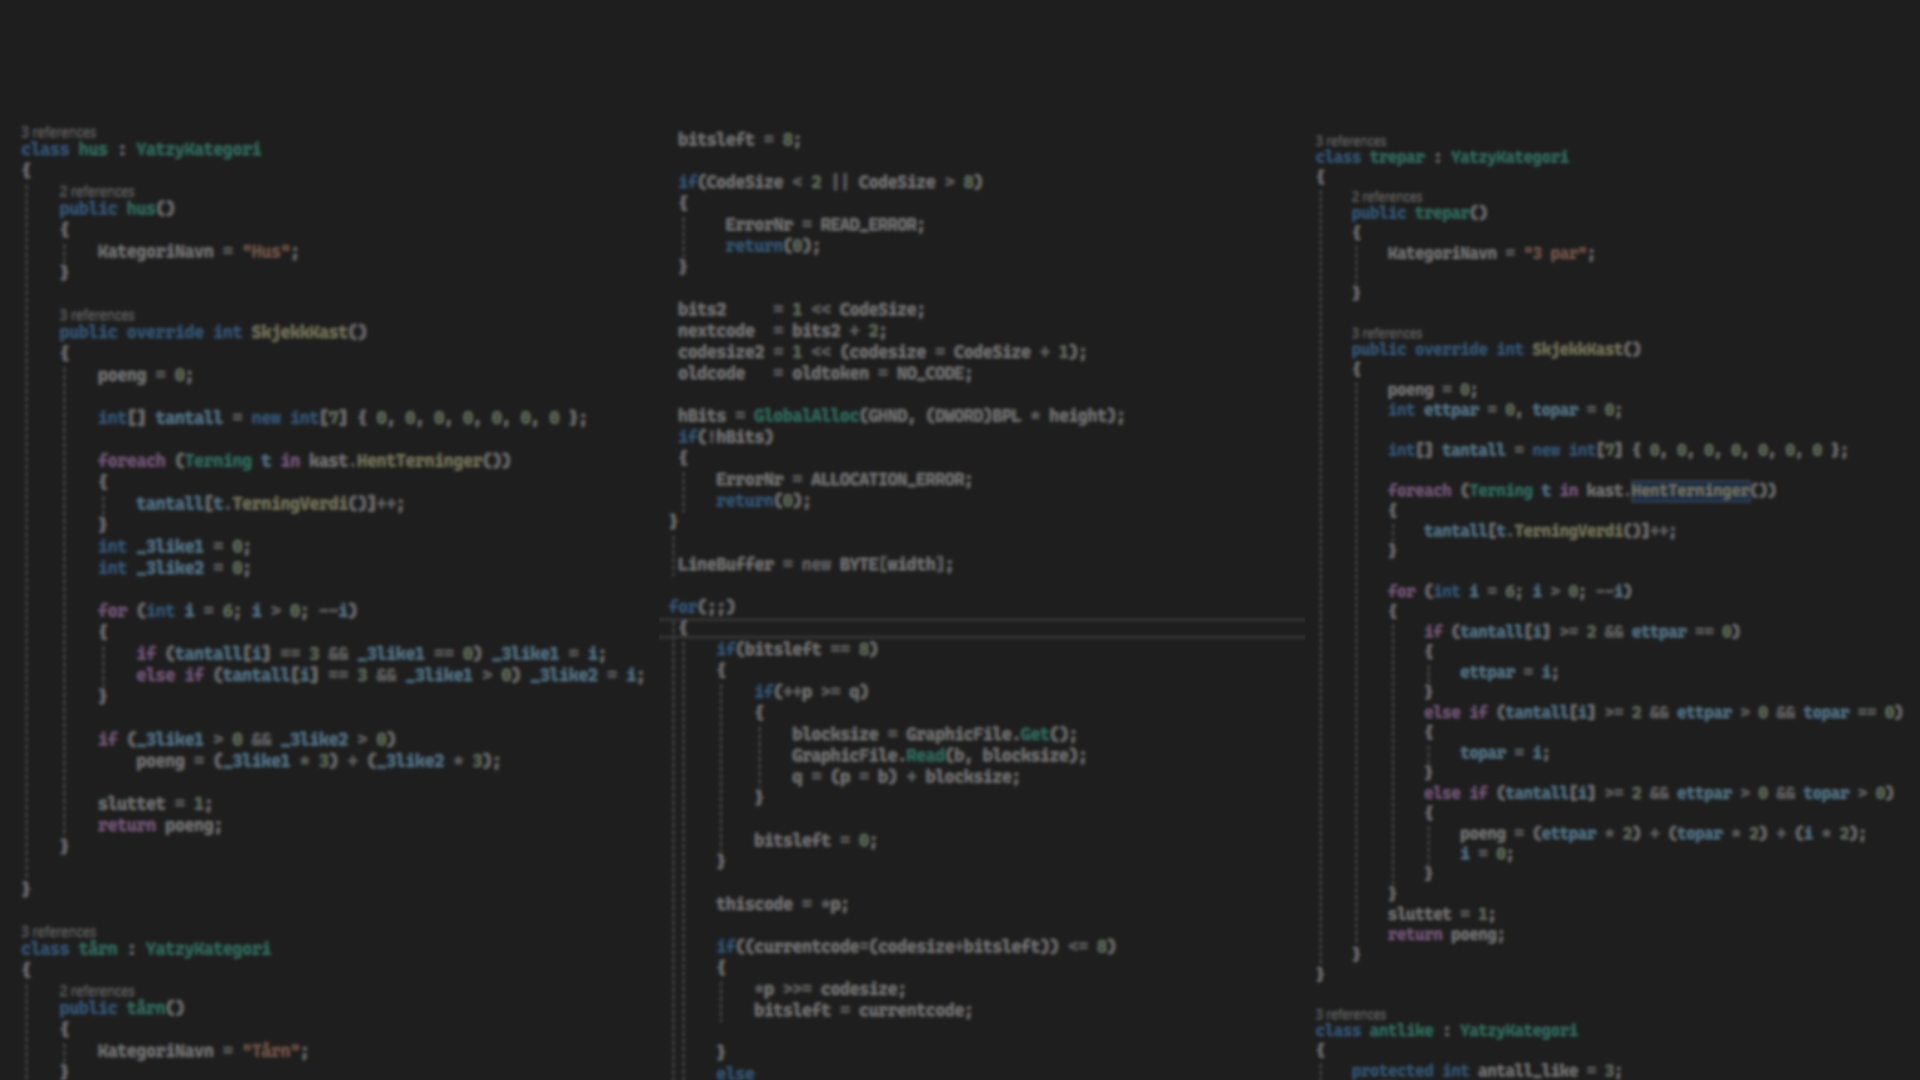 3 references
class hus : YatzyKategori
{
2 references
public hus()
{
KategoriNavn = "Hus";
}
3 references
public override int SkjekkKast()
{
poeng = 0;
int[] tantall = new int[7] { 0, 0, 0, 0, 0, 0, 0 };
foreach (Terning t in kast.HentTerninger())
{
tantall[t.TerningVerdi()]++;
}
int _3like1 = 0;
int _3like2 = 0;
for (int i = 6; i > 0; --i)
{
if (tantall[i] == 3 && _3like1 == 0) _3like1 = i;
else if (tantall[i] == 3 && _3like1 > 0) _3like2 = i;
}
if (_3like1 > 0 && _3like2 > 0)
poeng = (_3like1 * 3) + (_3like2 * 3);
sluttet = 1;
return poeng;
}
}
3 references
class tårn : YatzyKategori
{
2 references
public tårn()
{
KategoriNavn = "Tårn";
}
bitsleft = 8;
if(CodeSize < 2 || CodeSize > 8)
{
ErrorNr = READ_ERROR;
return(0);
}
bits2 = 1 << CodeSize;
nextcode = bits2 + 2;
codesize2 = 1 << (codesize = CodeSize + 1);
oldcode = oldtoken = NO_CODE;
hBits = GlobalAlloc(GHND, (DWORD)BPL * height);
if(!hBits)
{
ErrorNr = ALLOCATION_ERROR;
return(0);
}
LineBuffer = new BYTE[width];
for(;;)
{
if(bitsleft == 8)
{
if(++p >= q)
{
blocksize = GraphicFile.Get();
GraphicFile.Read(b, blocksize);
q = (p = b) + blocksize;
}
bitsleft = 0;
}
thiscode = *p;
if((currentcode=(codesize+bitsleft)) <= 8)
{
*p >>= codesize;
bitsleft = currentcode;
}
else
3 references
class trepar : YatzyKategori
{
2 references
public trepar()
{
KategoriNavn = "3 par";
}
3 references
public override int SkjekkKast()
{
poeng = 0;
int ettpar = 0, topar = 0;
int[] tantall = new int[7] { 0, 0, 0, 0, 0, 0, 0 };
foreach (Terning t in kast.HentTerninger())
{
tantall[t.TerningVerdi()]++;
}
for (int i = 6; i > 0; --i)
{
if (tantall[i] >= 2 && ettpar == 0)
{
ettpar = i;
}
else if (tantall[i] >= 2 && ettpar > 0 && topar == 0)
{
topar = i;
}
else if (tantall[i] >= 2 && ettpar > 0 && topar > 0)
{
poeng = (ettpar * 2) + (topar * 2) + (i * 2);
i = 0;
}
}
sluttet = 1;
return poeng;
}
}
3 references
class antlike : YatzyKategori
{
protected int antall_like = 3;